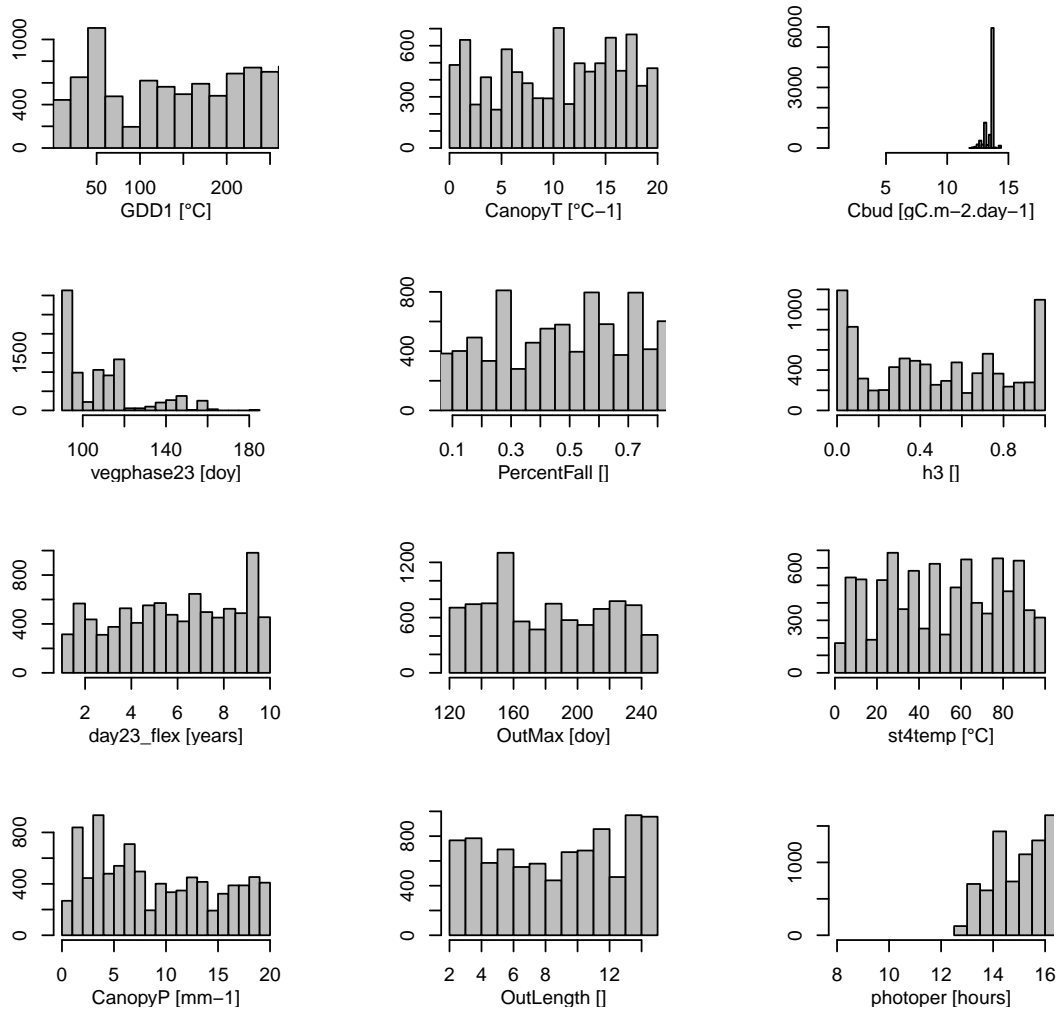 0 400 1000
50 100 200
GDD1 [°C]
0 300 600
0 5 10 15 20
CanopyT [°C−1]
0 3000 6000
5 10 15
Cbud [gC.m−2.day−1]
0 1500
100 140 180
vegphase23 [doy]
0 400 800
0.1 0.3 0.5 0.7
PercentFall []
0 400 1000
0.0 0.4 0.8
h3 []
0 400 800
2 4 6 8 10
day23_flex [years]
0 600 1200
120 160 200 240
OutMax [doy]
0 300 600
0 20 40 60 80
st4temp [°C]
0 400 800
0 5 10 15 20
CanopyP [mm−1]
0 400 800
2 4 6 8 12
OutLength []
0 1000
8 10 12 14 16
photoper [hours]